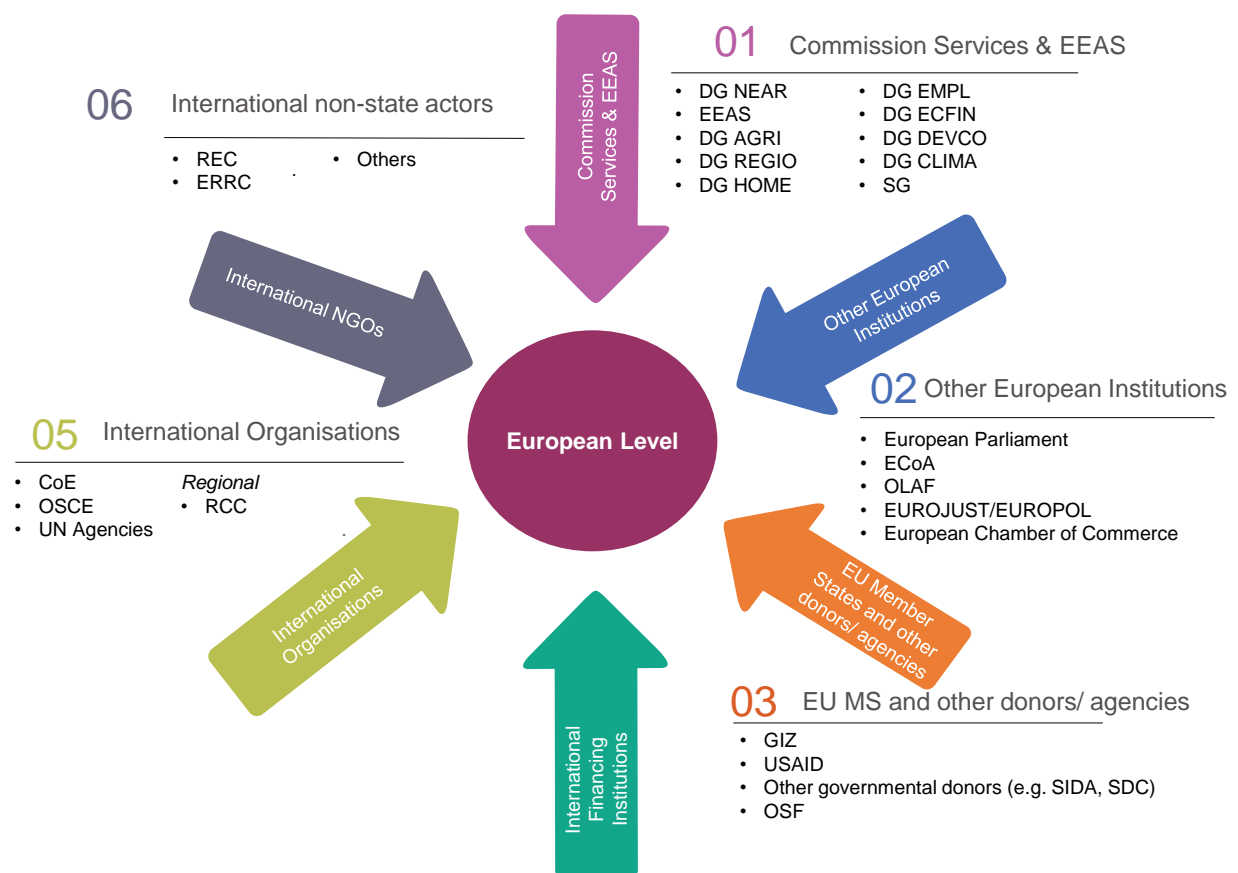 01 Commission Services & EEAS
• DG NEAR
• EEAS
• DG AGRI
• DG REGIO
• DG HOME
• DG EMPL
• DG ECFIN
• DG DEVCO
• DG CLIMA
• SG
Commission
Services & EEAS
06 International non-state actors
• REC
• ERRC
• Others
.
International NGOs
Other European
Institutions
02 Other European Institutions
• European Parliament
• ECoA
• OLAF
• EUROJUST/EUROPOL
• European Chamber of Commerce
European Level
05 International Organisations
• CoE
• OSCE
• UN Agencies
Regional
• RCC
.
International
Organisations
EU Member
States and other
donors/ agencies
03 EU MS and other donors/ agencies
• GIZ
• USAID
• Other governmental donors (e.g. SIDA, SDC)
• OSF
International
Financing
Institutions